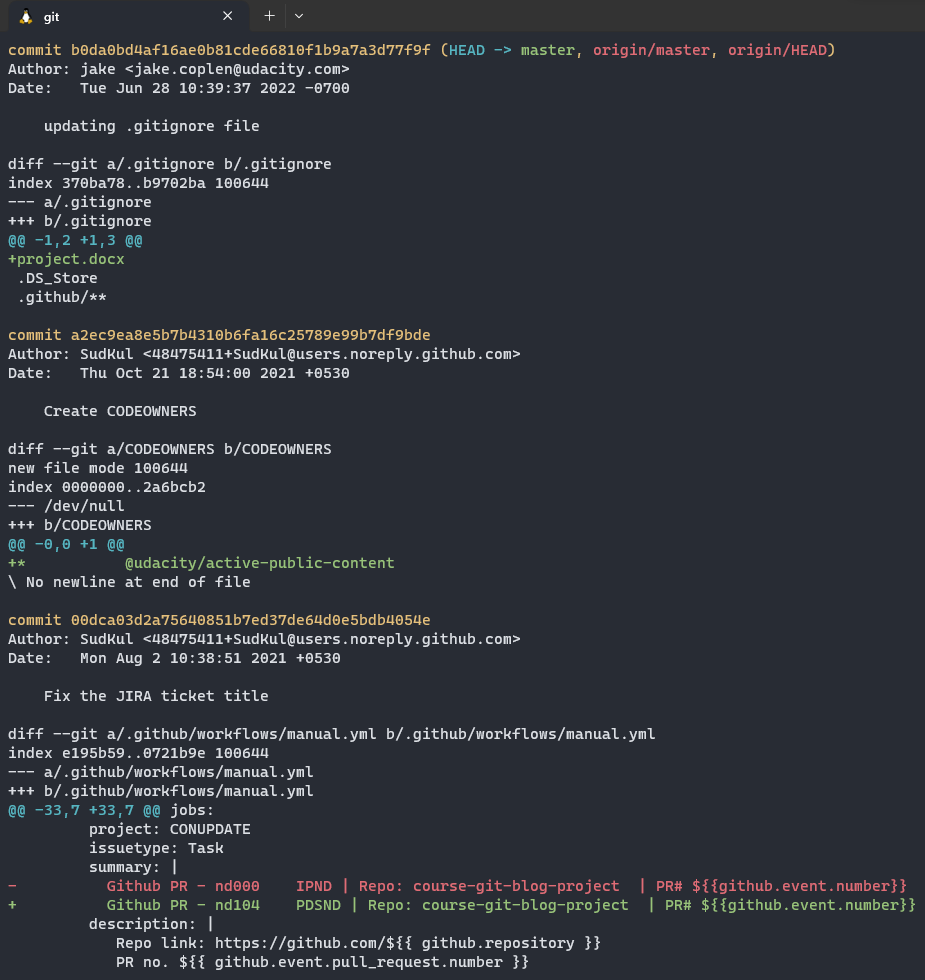 git
commit b0da0bd4af16ae0b81cde66810f1b9a7a3d77f9f (HEAD -> master, origin/master, origin/HEAD)
Author: jake <jake.coplen@udacity.com>
Date:   Tue Jun 28 10:39:37 2022 -0700

    updating .gitignore file

diff --git a/.gitignore b/.gitignore
index 370ba78..b9702ba 100644
--- a/.gitignore
+++ b/.gitignore
@@ -1,2 +1,3 @@
+project.docx
 .DS_Store
 .github/**

commit a2ec9ea8e5b7b4310b6fa16c25789e99b7df9bde
Author: SudKul <48475411+SudKul@users.noreply.github.com>
Date:   Thu Oct 21 18:54:00 2021 +0530

    Create CODEOWNERS

diff --git a/CODEOWNERS b/CODEOWNERS
new file mode 100644
index 0000000..2a6bcb2
--- /dev/null
+++ b/CODEOWNERS
@@ -0,0 +1 @@
+*           @udacity/active-public-content
\ No newline at end of file

commit 00dca03d2a75640851b7ed37de64d0e5bdb4054e
Author: SudKul <48475411+SudKul@users.noreply.github.com>
Date:   Mon Aug 2 10:38:51 2021 +0530

    Fix the JIRA ticket title

diff --git a/.github/workflows/manual.yml b/.github/workflows/manual.yml
index e195b59..0721b9e 100644
--- a/.github/workflows/manual.yml
+++ b/.github/workflows/manual.yml
@@ -33,7 +33,7 @@ jobs:
         project: CONUPDATE
         issuetype: Task
         summary: |
-          Github PR - nd000    IPND | Repo: course-git-blog-project  | PR# ${{github.event.number}}
+          Github PR - nd104    PDSND | Repo: course-git-blog-project  | PR# ${{github.event.number}}
         description: |
            Repo link: https://github.com/${{ github.repository }}
            PR no. ${{ github.event.pull_request.number }}